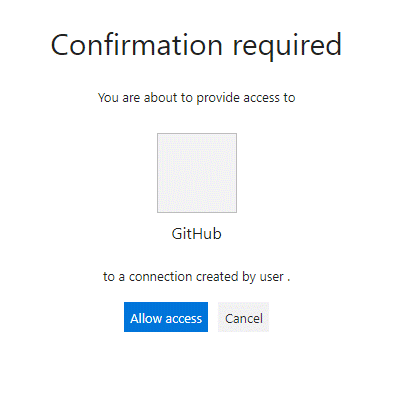 Confirmation required
You are about to provide access to
GitHub
to a connection created by user .
Allow access Cancel